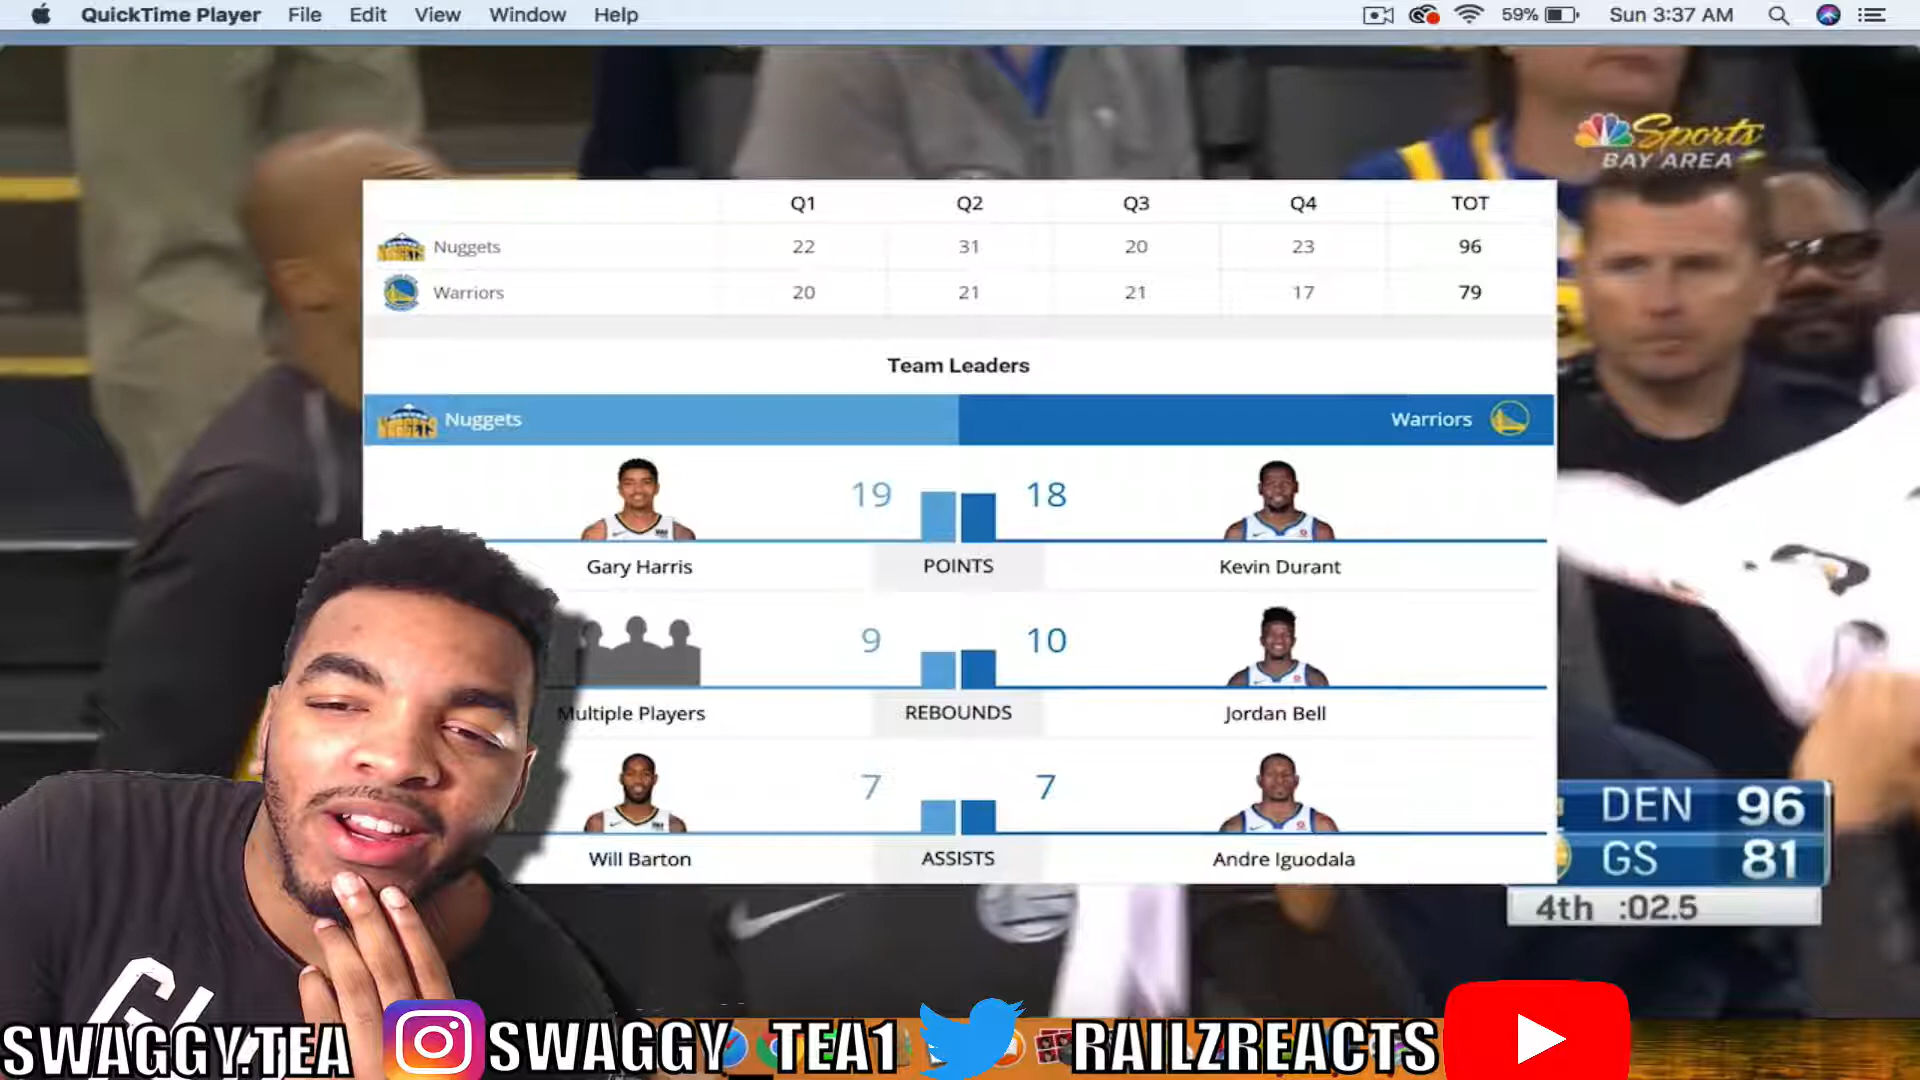 QuickTime Player File Edit View Window Help 59% Sun 3:37 AM
Sports
BAY AREA
Q1 Q2 Q3 Q4 TOT
Nuggets 22 31 20 23 96
Warriors 20 21 21 17 79
Team Leaders
Nuggets Warriors
19 18
Gary Harris POINTS Kevin Durant
9 10
Multiple Players REBOUNDS Jordan Bell
7 7
Will Barton ASSISTS Andre Iguodala
DEN 96
GS 81
4th :02.5
SWAGGY.TEA SWAGGY_TEA1 RAILZREACTS